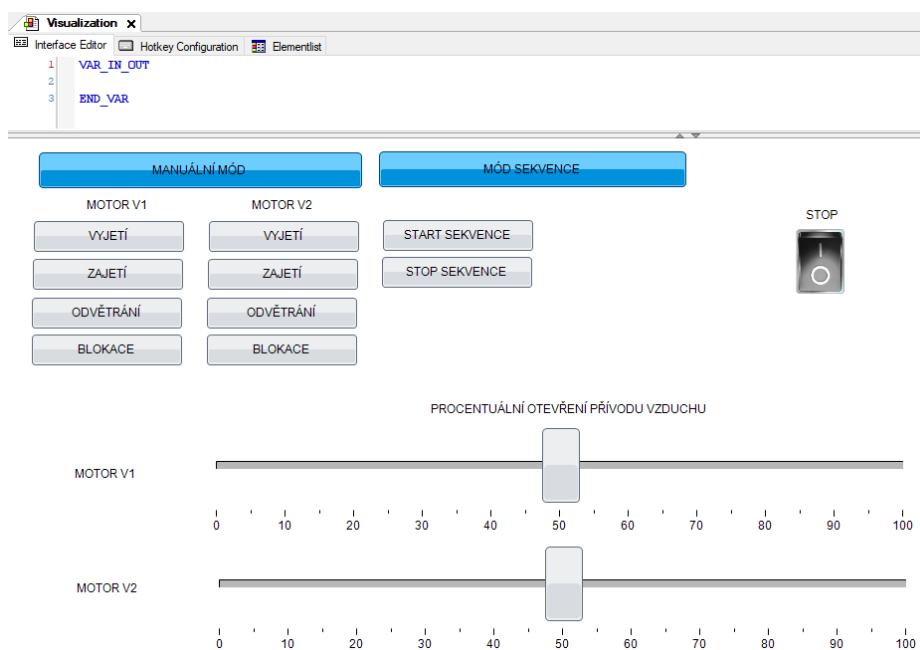 Visualization
Interface Editor Hotkey Configuration Elementlist
1 VAR_IN_OUT
2
3 END_VAR
MANUÁLNÍ MÓD MÓD SEKVENCE
MOTOR V1 MOTOR V2 STOP
VYJETÍ VYJETÍ START SEKVENCE
ZAJETÍ ZAJETÍ STOP SEKVENCE
ODVĚTRÁNÍ ODVĚTRÁNÍ
BLOKACE BLOKACE
PROCENTUÁLNÍ OTEVŘENÍ PŘÍVODU VZDUCHU
MOTOR V1
0 10 20 30 40 50 60 70 80 90 100
MOTOR V2
0 10 20 30 40 50 60 70 80 90 100